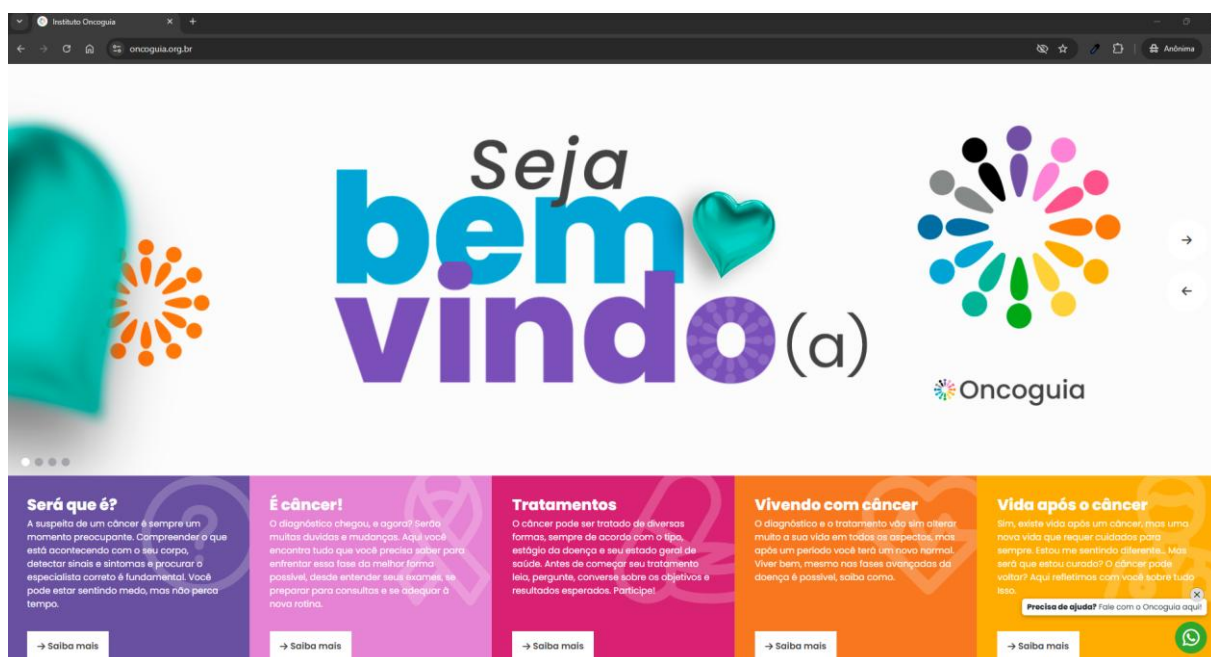 Instituto Oncoguia
oncoguia.org.br
Anônima
Seja
bem
vindo(a)
Oncoguia
Será que é?
A suspeita de um câncer é sempre um
momento preocupante. Compreender o que
está acontecendo com o seu corpo,
detectar sinais e sintomas e procurar o
especialista correto é fundamental. Você
pode estar sentindo medo, mas não perca
tempo.
→ Saiba mais
É câncer!
O diagnóstico chegou, e agora? Serão
muitas duvidas e mudanças. Aqui você
encontra tudo que você precisa saber para
enfrentar essa fase da melhor forma
possível, desde entender seus exames, se
preparar para consultas e se adequar à
nova rotina.
→ Saiba mais
Tratamentos
O câncer pode ser tratado de diversas
formas, sempre de acordo com o tipo,
estágio da doença e seu estado geral de
saúde. Antes de começar seu tratamento
leia, pergunte, converse sobre os objetivos e
resultados esperados. Participe!
→ Saiba mais
Vivendo com câncer
O diagnóstico e o tratamento vão sim alterar
muito a sua vida em todos os aspectos, mas
após um período você terá um novo normal.
Viver bem, mesmo nas fases avançadas da
doença é possível, saiba como.
→ Saiba mais
Vida após o câncer
Sim, existe vida após um câncer, mas uma
nova vida que requer cuidados para
sempre. Estou me sentindo diferente... Mas
será que estou curado? O câncer pode
voltar? Aqui refletimos com você sobre tudo
isso.
→ Saiba mais
Precisa de ajuda? Fale com o Oncoguia aqui!